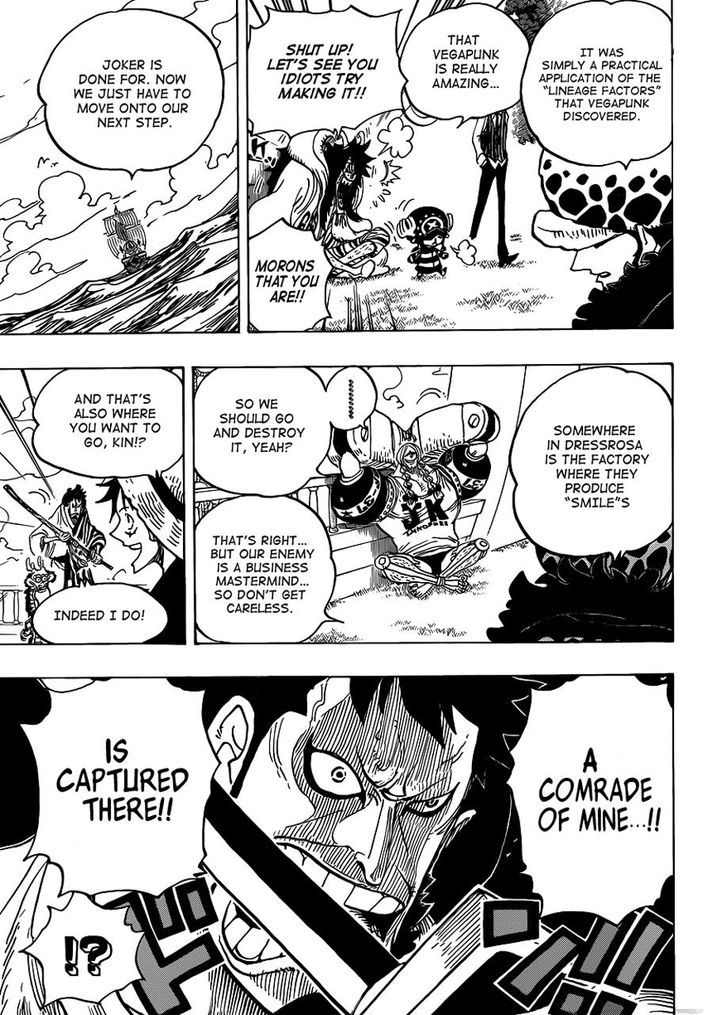 IT WAS
SIMPLY A PRACTICAL
APPLICATION OF THE
"LINEAGE FACTORS"
THAT VEGAPUNK
DISCOVERED.
THAT
VEGAPUNK
IS REALLY
AMAZING...
SHUT UP!
LET'S SEE YOU
IDIOTS TRY
MAKING IT!!
MORONS
THAT YOU
ARE!!
JOKER IS
DONE FOR. NOW
WE JUST HAVE TO
MOVE ONTO OUR
NEXT STEP.
SOMEWHERE
IN DRESSROSA
IS THE FACTORY
WHERE THEY
PRODUCE
"SMILE"S
SO WE
SHOULD GO
AND DESTROY
IT, YEAH?
THAT'S RIGHT...
BUT OUR ENEMY
IS A BUSINESS
MASTERMIND...
SO DON'T GET
CARELESS.
AND THAT'S
ALSO WHERE
YOU WANT TO
GO, KIN!?
INDEED I DO!
A
COMRADE
OF MINE...!!
IS
CAPTURED
THERE!!
!?